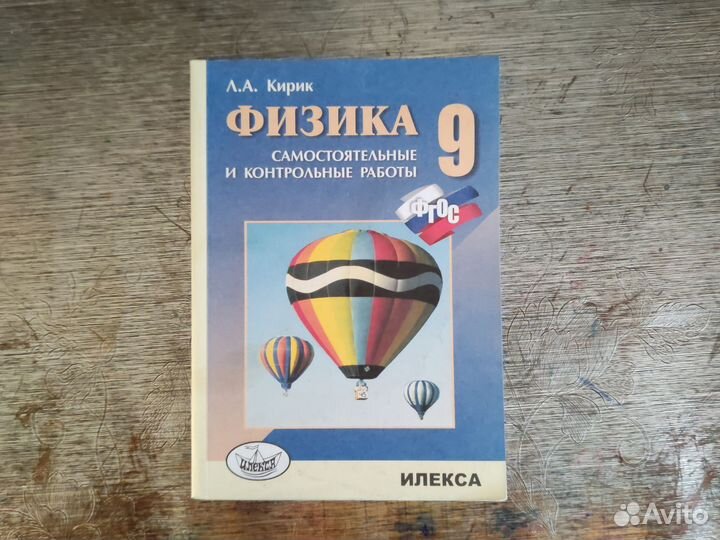 Л.А. Кирик
ФИЗИКА 9
САМОСТОЯТЕЛЬНЫЕ
И КОНТРОЛЬНЫЕ РАБОТЫ
ФГОС
ИЛЕКСА
ИЛЕКСА
Avito